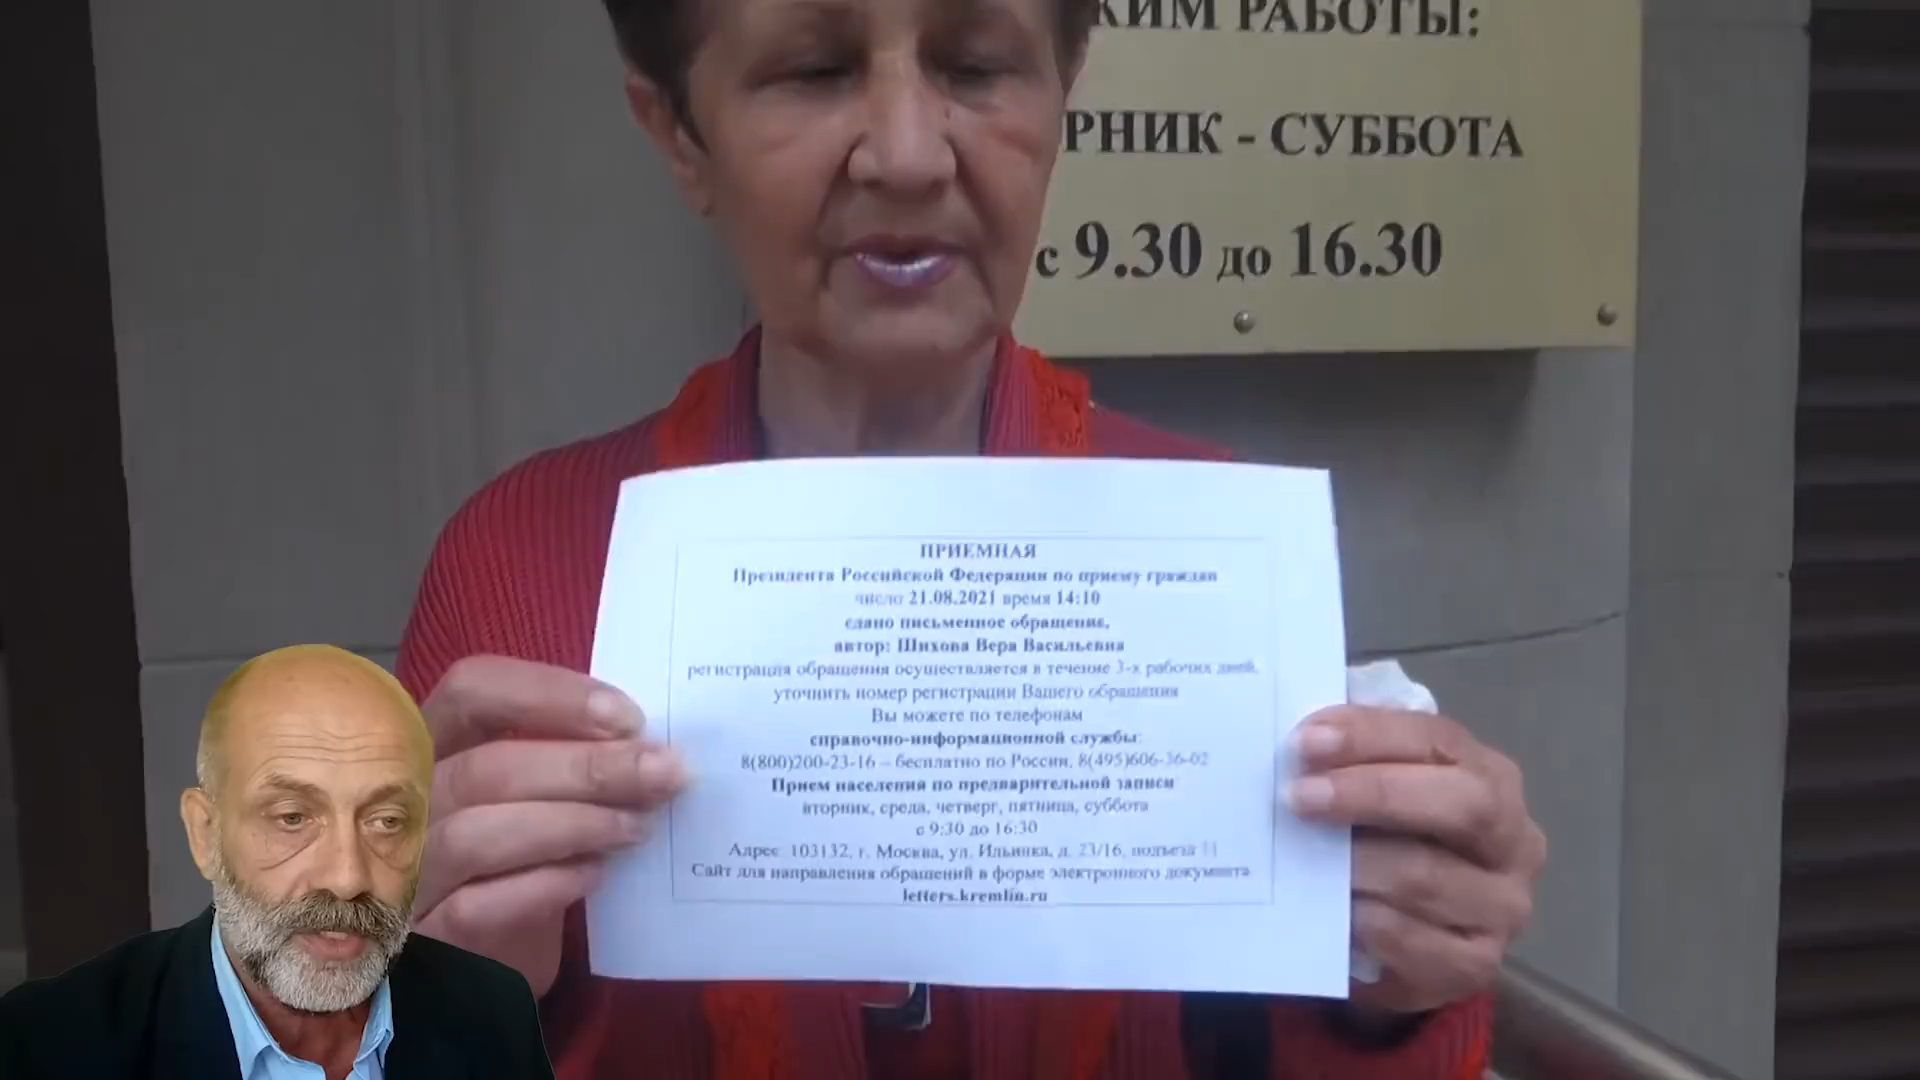 ЖИМ РАБОТЫ:
РНИК - СУББОТА
с 9.30 до 16.30
ПРИЕМНАЯ
Президента Российской Федерации по приему граждан
число 21.08.2021 время 14:10
сдано письменное обращение,
автор: Шихова Вера Васильевна
регистрация обращения осуществляется в течение 3-х рабочих дней,
уточнить номер регистрации Вашего обращения
Вы можете по телефонам
справочно-информационной службы:
8(800)200-23-16 – бесплатно по России, 8(495)606-36-02
Прием населения по предварительной записи
вторник, среда, четверг, пятница, суббота
с 9:30 до 16:30
Адрес: 103132, г. Москва, ул. Ильинка, д. 23/16, подъезд 11
Сайт для направления обращений в форме электронного документа
letters.kremlin.ru